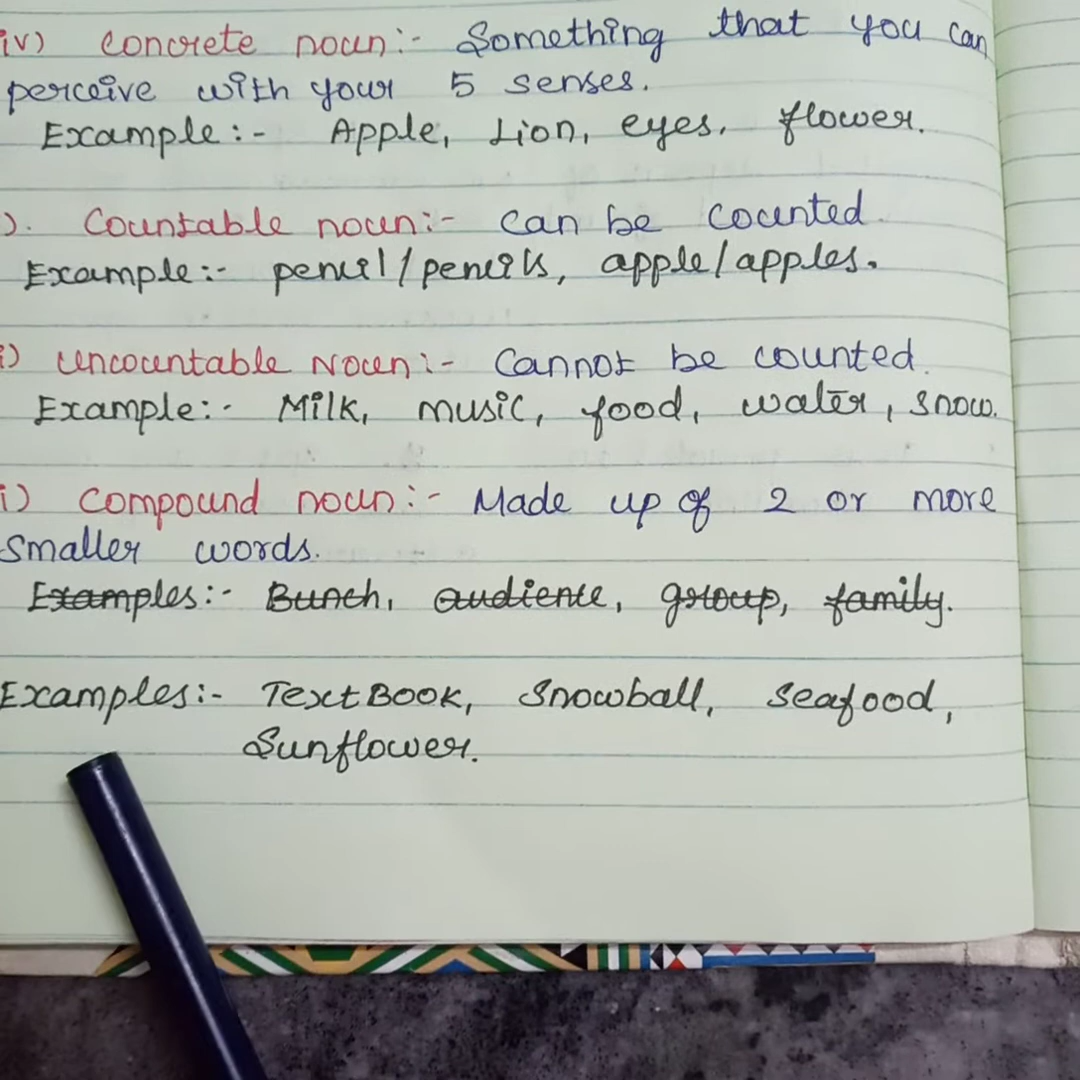 iv) Concrete noun:- Something that you can
perceive with your 5 senses.
Example:- Apple, Lion, eyes, flower.
). Countable noun:- can be counted.
Example:- pencil/pencils, apple/apples.
i) Uncountable Noun:- Cannot be counted.
Example:- Milk, music, food, water, snow.
i) Compound noun:- Made up of 2 or more
smaller words.
Examples:- Bunch, audience, group, family.
Examples:- TextBook, Snowball, Seafood,
Sunflower.